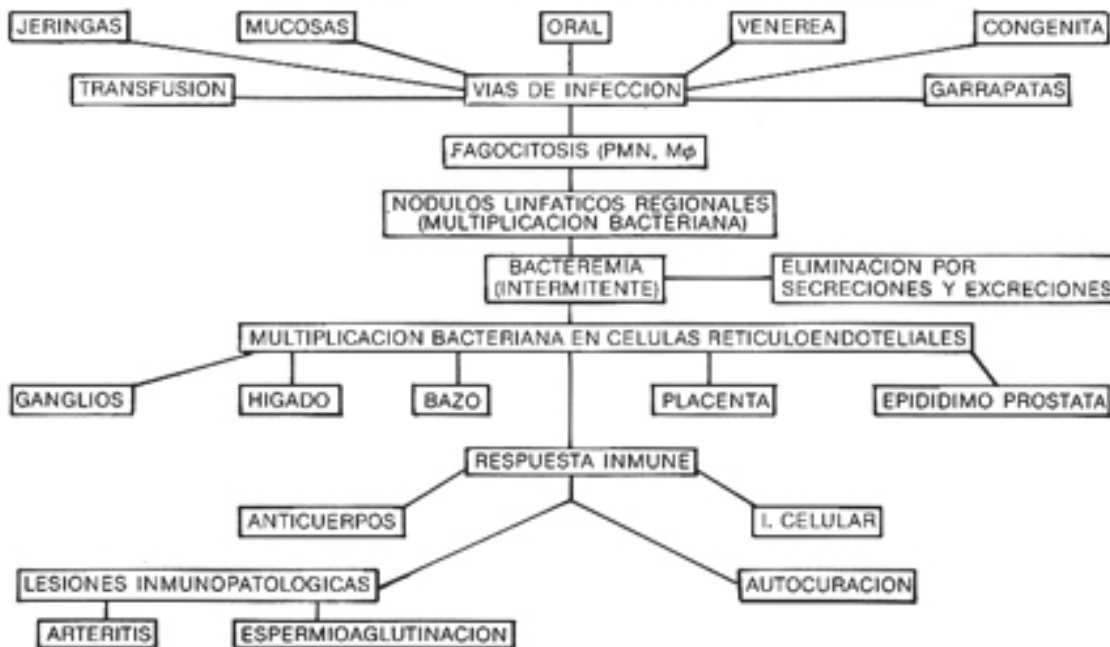 JERINGAS
MUCOSAS
ORAL
VENEREA
CONGENITA
TRANSFUSION
VIAS DE INFECCION
GARRAPATAS
FAGOCITOSIS (PMN, Mφ
NODULOS LINFATICOS REGIONALES
(MULTIPLICACION BACTERIANA)
BACTEREMIA
(INTERMITENTE)
ELIMINACION POR
SECRECIONES Y EXCRECIONES
MULTIPLICACION BACTERIANA EN CELULAS RETICULOENDOTELIALES
GANGLIOS
HIGADO
BAZO
PLACENTA
EPIDIDIMO PROSTATA
RESPUESTA INMUNE
ANTICUERPOS
I. CELULAR
LESIONES INMUNOPATOLOGICAS
AUTOCURACION
ARTERITIS
ESPERMIOAGLUTINACION